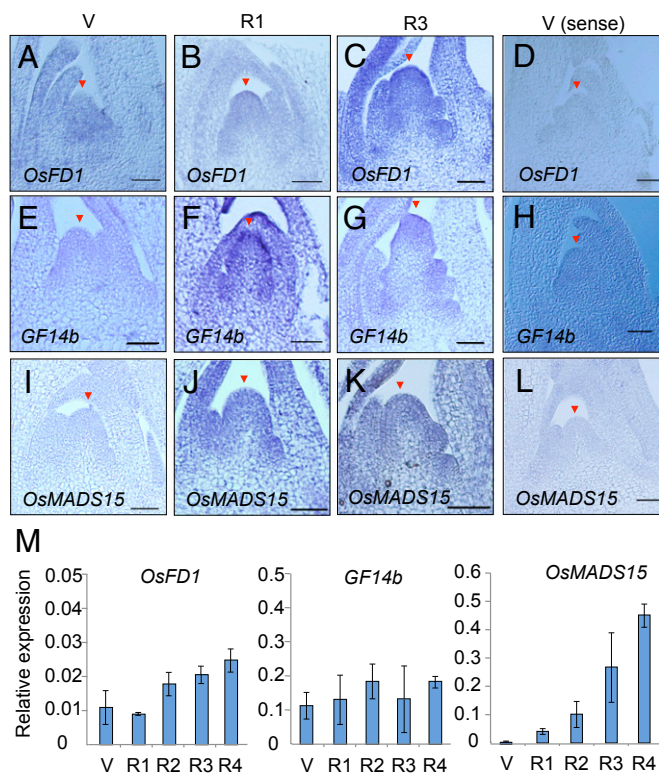 V R1 R3 V (sense)
A B C D
OsFD1 OsFD1 OsFD1 OsFD1
E F G H
GF14b GF14b GF14b GF14b
I J K L
OsMADS15 OsMADS15 OsMADS15 OsMADS15
M
Relative expression
OsFD1
0.05
0.04
0.03
0.02
0.01
0
V R1 R2 R3 R4
GF14b
0.5
0.4
0.3
0.2
0.1
0
V R1 R2 R3 R4
OsMADS15
0.6
0.5
0.4
0.3
0.2
0.1
0
V R1 R2 R3 R4